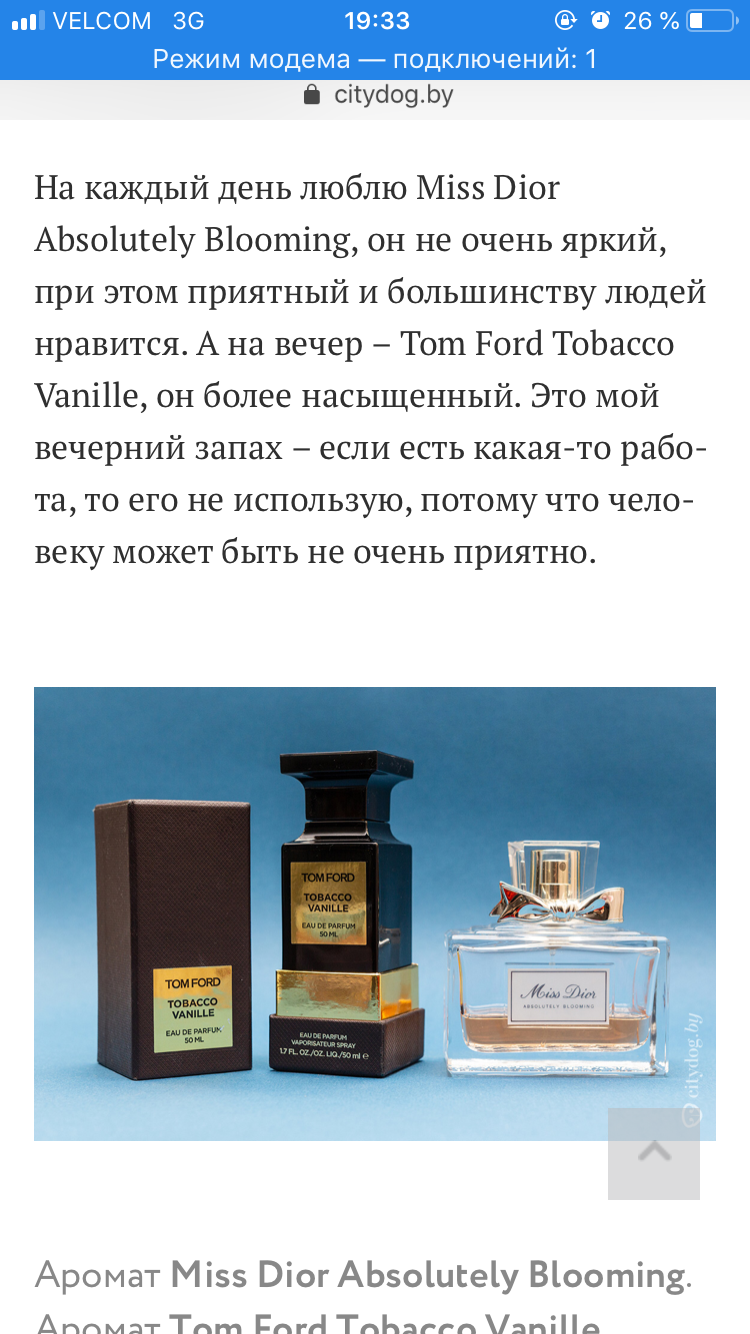 VELCOM 3G 19:33 26 %
Режим модема — подключений: 1
citydog.by
На каждый день люблю Miss Dior
Absolutely Blooming, он не очень яркий,
при этом приятный и большинству людей
нравится. А на вечер – Tom Ford Tobacco
Vanille, он более насыщенный. Это мой
вечерний запах – если есть какая-то рабо-
та, то его не использую, потому что чело-
веку может быть не очень приятно.
TOM FORD
TOBACCO
VANILLE
EAU DE PARFUM
50 ML
TOM FORD
TOBACCO
VANILLE
EAU DE PARFUM
50 ML
EAU DE PARFUM
VAPORISATEUR SPRAY
1.7 FL. OZ./OZ. LIQ./50 ml e
Miss Dior
ABSOLUTELY BLOOMING
citydog.by
Аромат Miss Dior Absolutely Blooming.
Аромат Tom Ford Tobacco Vanille